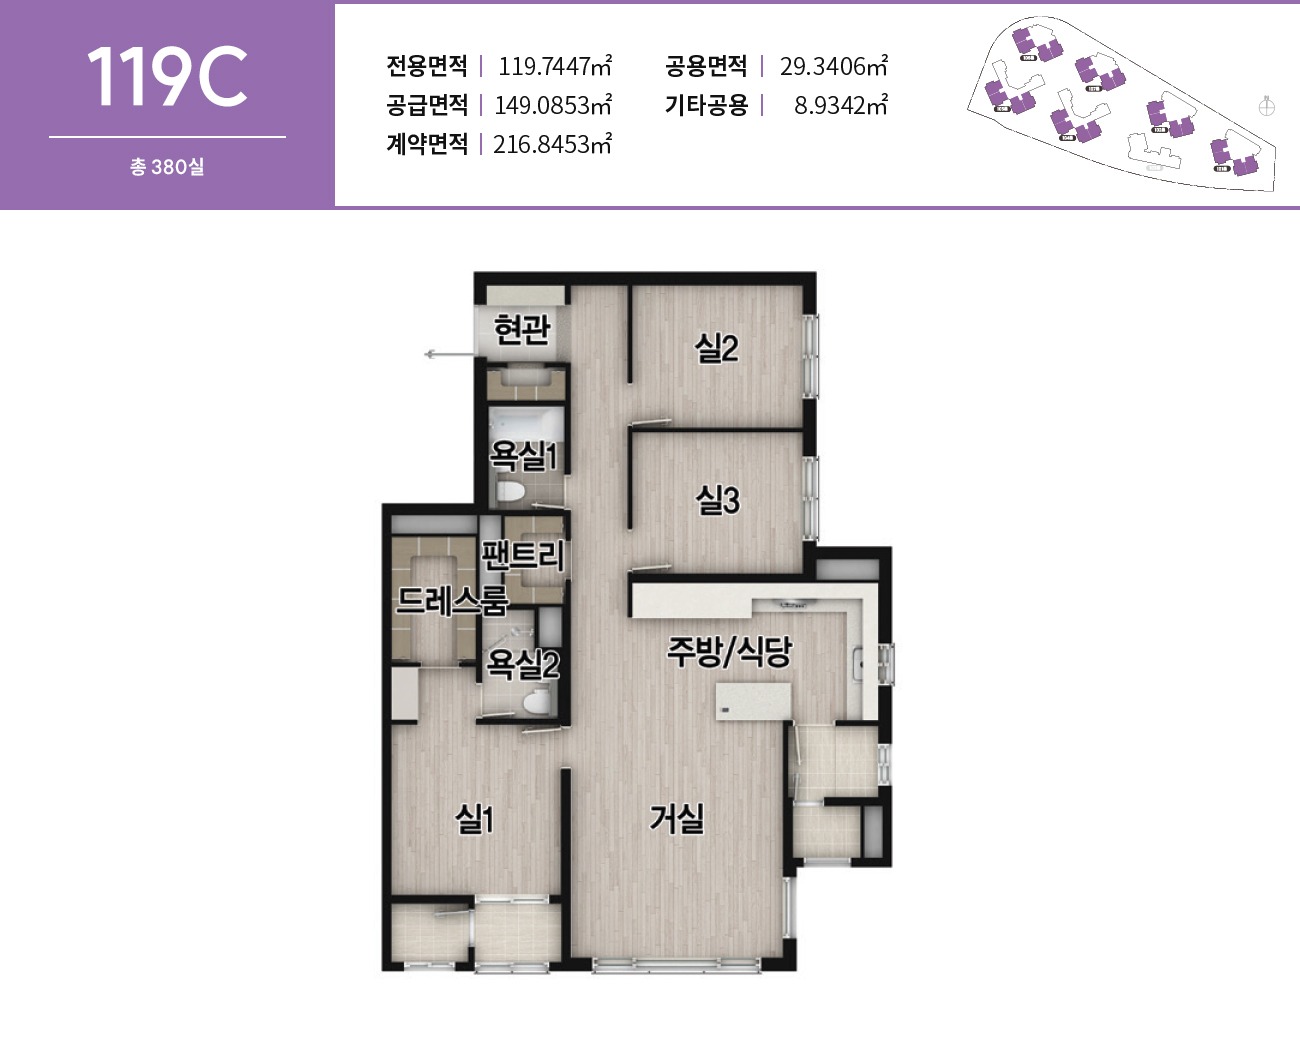 119C
총 380실
전용면적 119.7447㎡
공용면적 29.3406㎡
공급면적 149.0853㎡
기타공용 8.9342㎡
계약면적 216.8453㎡
현관
실2
욕실1
실3
팬트리
드레스룸
욕실2
주방/식당
실1
거실